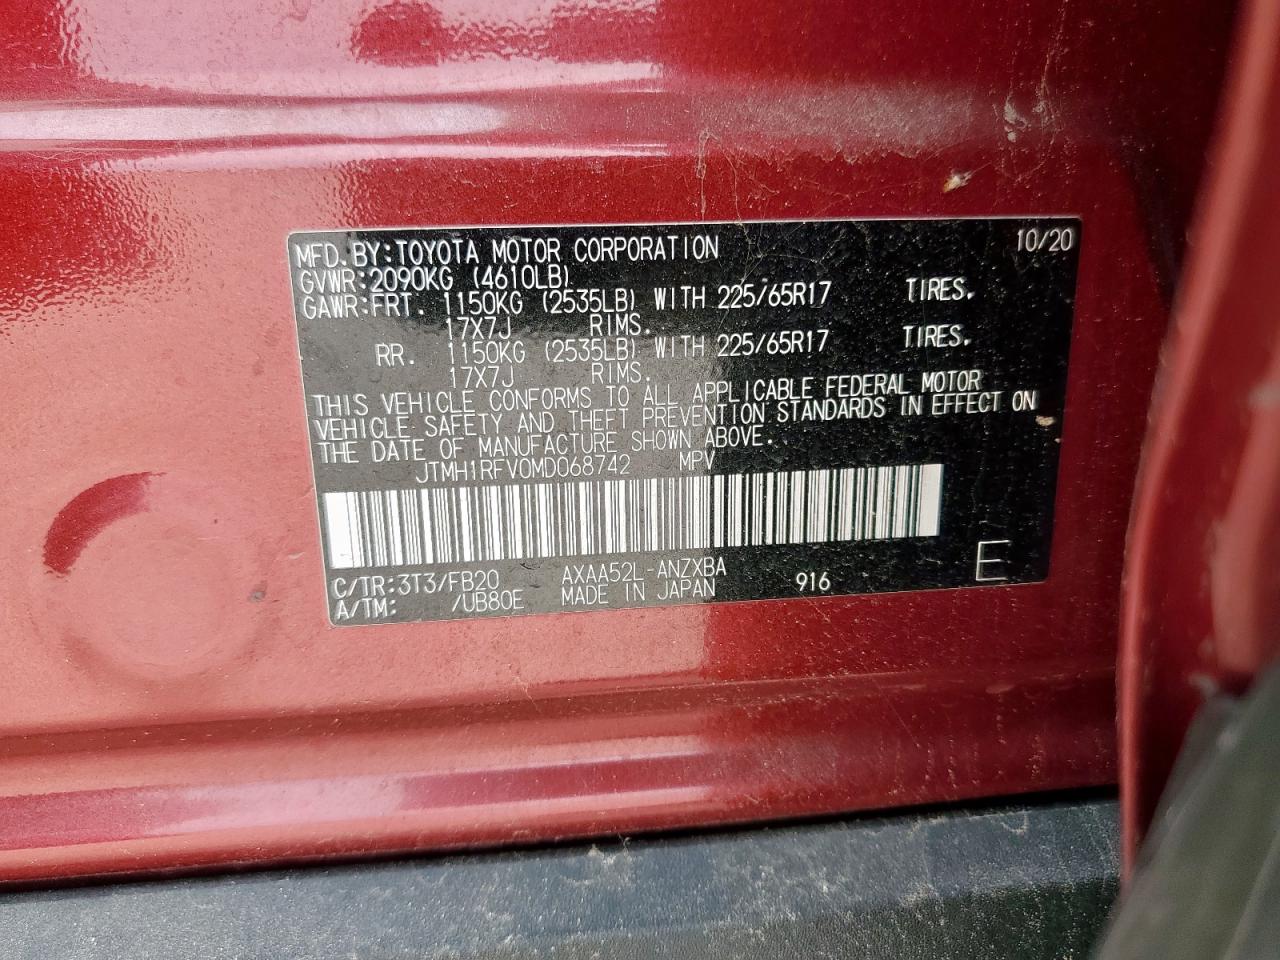 MFD. BY:TOYOTA MOTOR CORPORATION 10/20
GVWR:2090KG (4610LB)
GAWR:FRT. 1150KG (2535LB) WITH 225/65R17 TIRES.
17X7J RIMS.
RR. 1150KG (2535LB) WITH 225/65R17 TIRES.
17X7J RIMS.
THIS VEHICLE CONFORMS TO ALL APPLICABLE FEDERAL MOTOR
VEHICLE SAFETY AND THEFT PREVENTION STANDARDS IN EFFECT ON
THE DATE OF MANUFACTURE SHOWN ABOVE.
JTMH1RFV0MD068742 MPV
C/TR:3T3/FB20 AXAA52L-ANZXBA 916 E
A/TM: /UB80E MADE IN JAPAN